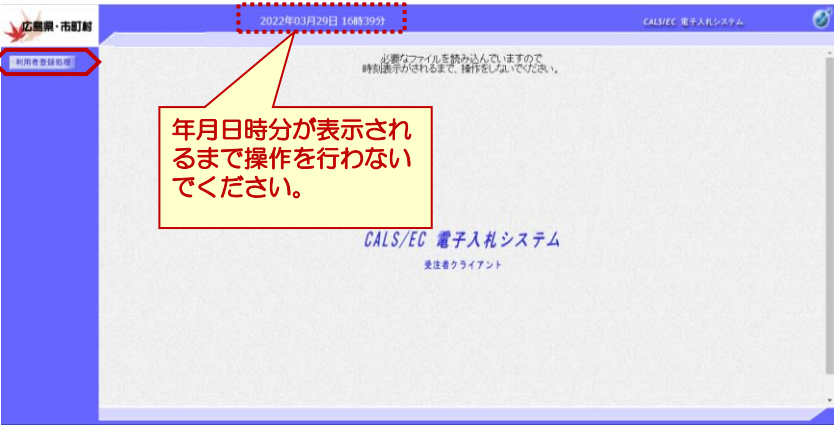 広島県・市町村
2022年03月29日 16時39分
CALS/EC 電子入札システム
利用者登録処理
必要なファイルを読み込んでいますので
時刻表示がされるまで、操作をしないでください。
年月日時分が表示され
るまで操作を行わない
でください。
CALS/EC 電子入札システム
受注者クライアント